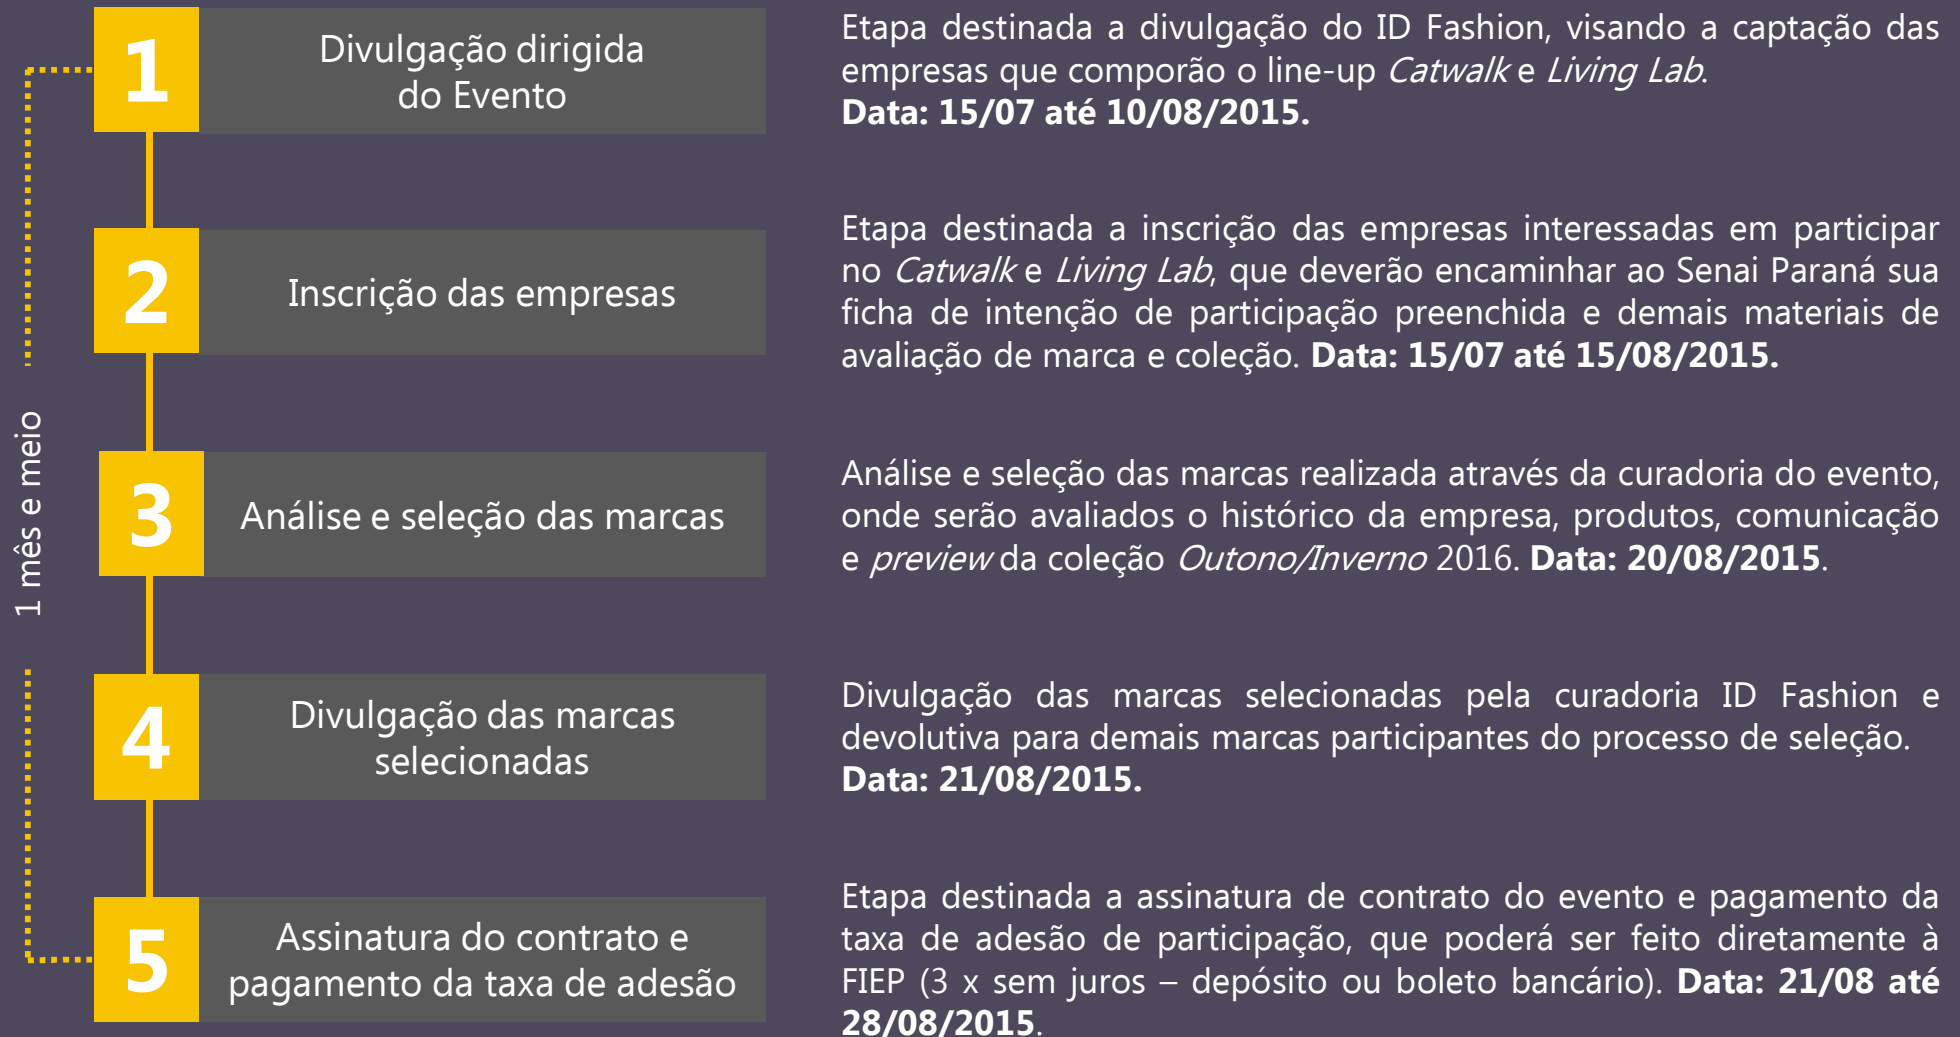 1
Divulgação dirigida
do Evento
Etapa destinada a divulgação do ID Fashion, visando a captação das
empresas que comporão o line-up Catwalk e Living Lab.
Data: 15/07 até 10/08/2015.
2
Inscrição das empresas
Etapa destinada a inscrição das empresas interessadas em participar
no Catwalk e Living Lab, que deverão encaminhar ao Senai Paraná sua
ficha de intenção de participação preenchida e demais materiais de
avaliação de marca e coleção. Data: 15/07 até 15/08/2015.
1 mês e meio
3
Análise e seleção das marcas
Análise e seleção das marcas realizada através da curadoria do evento,
onde serão avaliados o histórico da empresa, produtos, comunicação
e preview da coleção Outono/Inverno 2016. Data: 20/08/2015.
4
Divulgação das marcas
selecionadas
Divulgação das marcas selecionadas pela curadoria ID Fashion e
devolutiva para demais marcas participantes do processo de seleção.
Data: 21/08/2015.
5
Assinatura do contrato e
pagamento da taxa de adesão
Etapa destinada a assinatura de contrato do evento e pagamento da
taxa de adesão de participação, que poderá ser feito diretamente à
FIEP (3 x sem juros – depósito ou boleto bancário). Data: 21/08 até
28/08/2015.